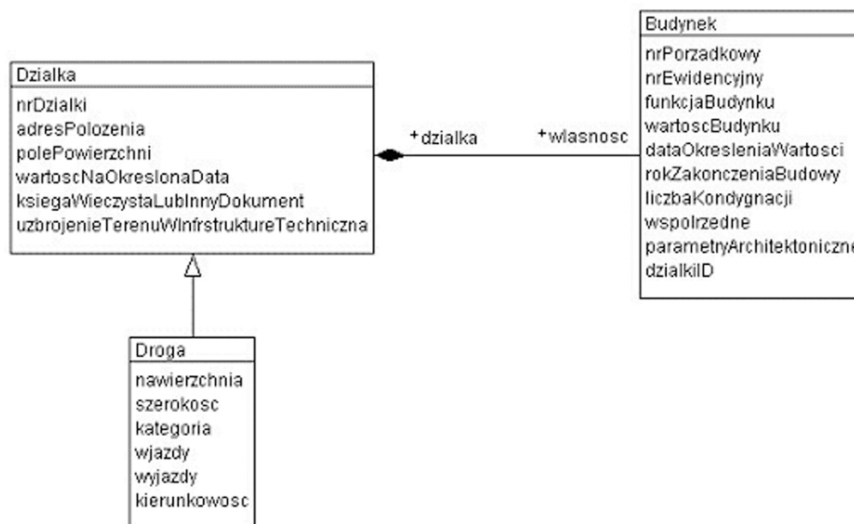 Dzialka
nrDzialki
adresPolozenia
polePowierzchni
wartoscNaOkreslonaData
ksiegaWieczystaLubInnyDokument
uzbrojenieTerenuWInfrstruktureTechniczna
+dzialka
+wlasnosc
Budynek
nrPorzadkowy
nrEwidencyjny
funkcjaBudynku
wartoscBudynku
dataOkresleniaWartosci
rokZakonczeniaBudowy
liczbaKondygnacji
wspolrzedne
parametryArchitektoniczne
dzialkiID
Droga
nawierzchnia
szerokosc
kategoria
wjazdy
wyjazdy
kierunkowosc